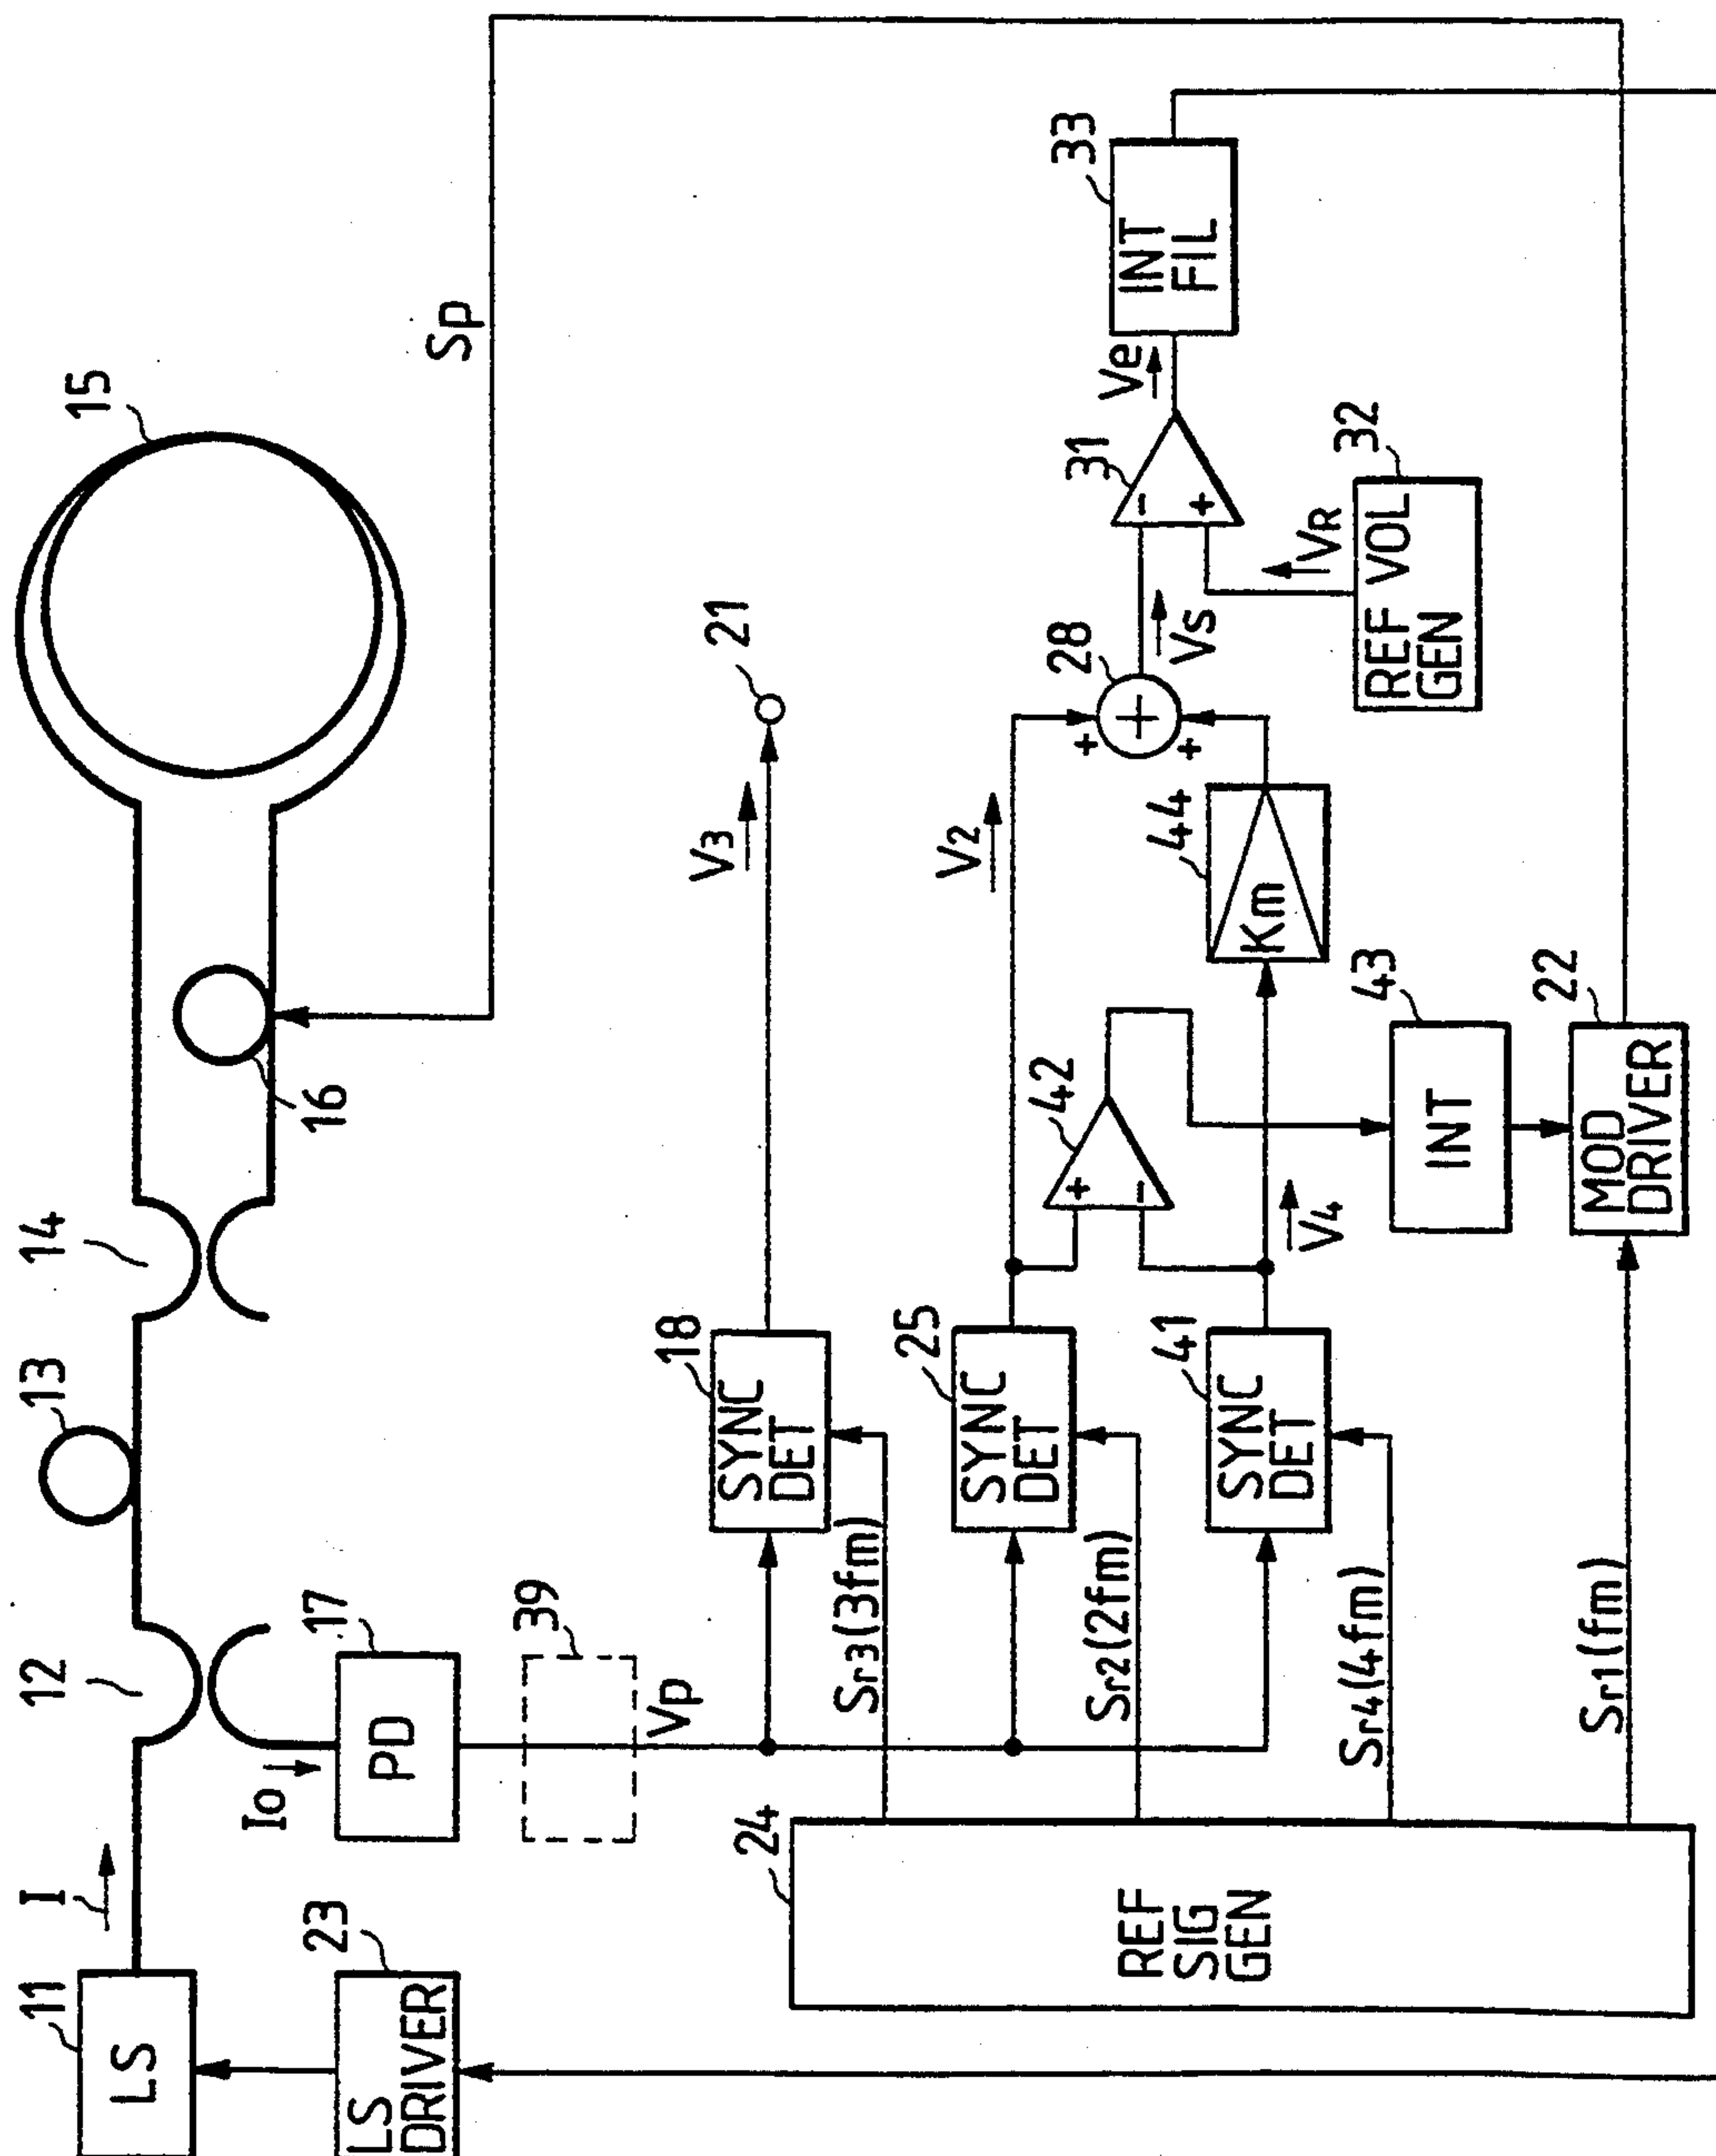 11
LS
I
12
13
14
15
16
Sp
23
LS
DRIVER
Io
17
PD
39
Vp
18
SYNC
DET
V3
21
Sr3(3fm)
24
REF
SIG
GEN
25
SYNC
DET
Sr2(2fm)
V2
42
+
-
41
SYNC
DET
Sr4(4fm)
V4
44
Km
28
+
+
+
Vs
31
-
+
Ve
33
INT
FIL
VR
32
REF VOL
GEN
43
INT
22
MOD
DRIVER
Sr1(fm)